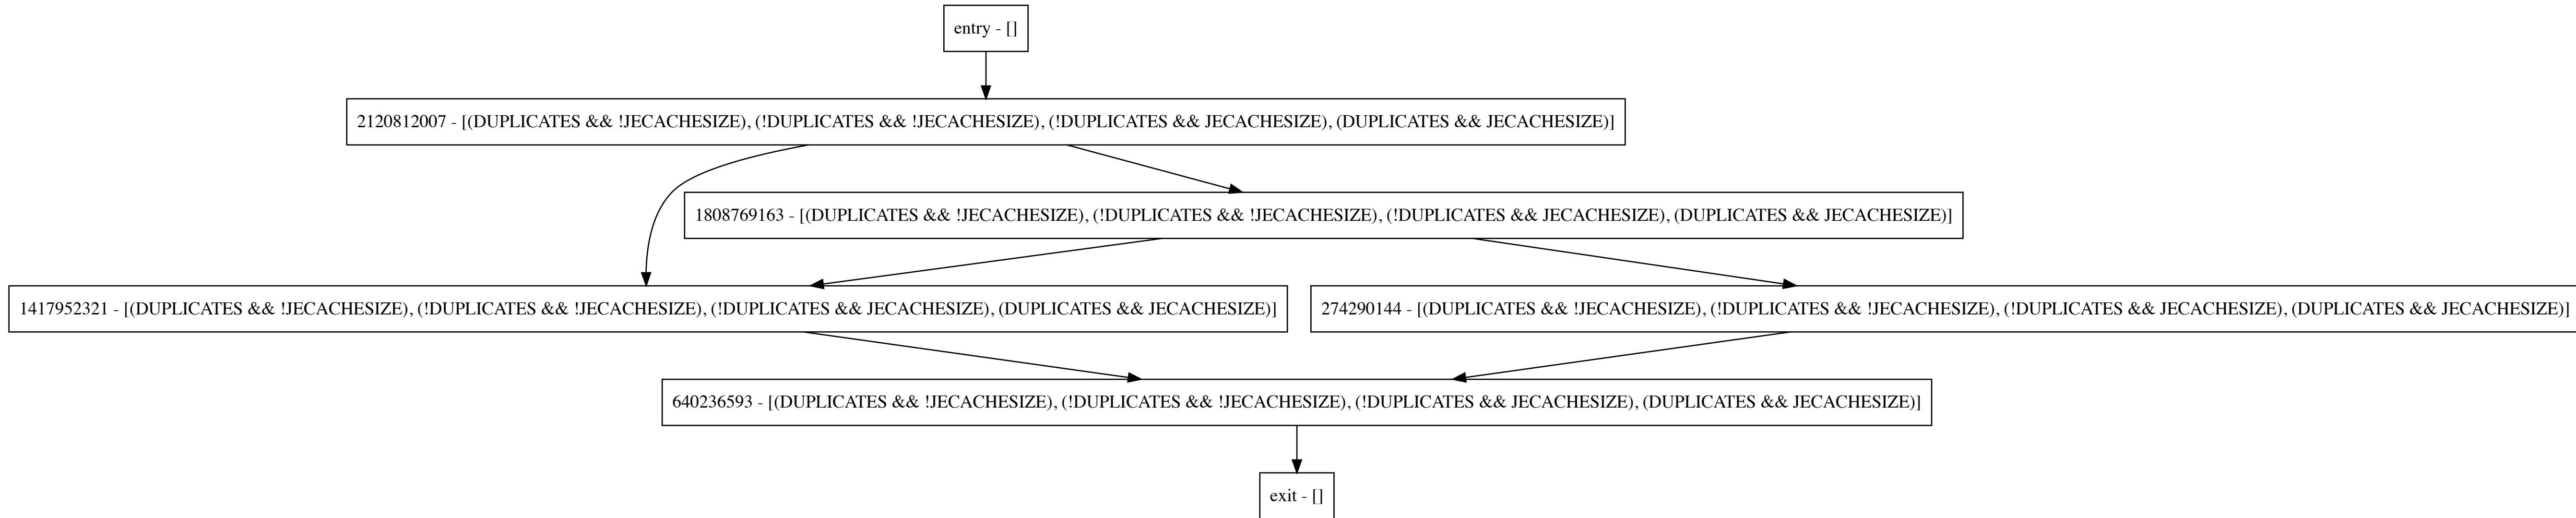 entry - []
2120812007 - [(DUPLICATES && !JECACHESIZE), (!DUPLICATES && !JECACHESIZE), (!DUPLICATES && JECACHESIZE), (DUPLICATES && JECACHESIZE)]
1808769163 - [(DUPLICATES && !JECACHESIZE), (!DUPLICATES && !JECACHESIZE), (!DUPLICATES && JECACHESIZE), (DUPLICATES && JECACHESIZE)]
1417952321 - [(DUPLICATES && !JECACHESIZE), (!DUPLICATES && !JECACHESIZE), (!DUPLICATES && JECACHESIZE), (DUPLICATES && JECACHESIZE)]
274290144 - [(DUPLICATES && !JECACHESIZE), (!DUPLICATES && !JECACHESIZE), (!DUPLICATES && JECACHESIZE), (DUPLICATES && JECACHESIZE)]
640236593 - [(DUPLICATES && !JECACHESIZE), (!DUPLICATES && !JECACHESIZE), (!DUPLICATES && JECACHESIZE), (DUPLICATES && JECACHESIZE)]
exit - []